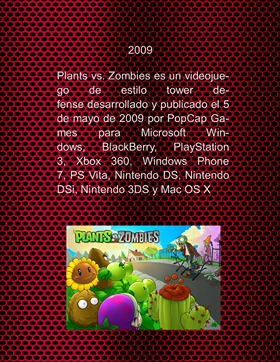 2009
Plants vs. Zombies es un videojue-
go de estilo tower de-
fense desarrollado y publicado el 5
de mayo de 2009 por PopCap Ga-
mes para Microsoft Win-
dows, BlackBerry, PlayStation
3, Xbox 360, Windows Phone
7, PS Vita, Nintendo DS, Nintendo
DSi, Nintendo 3DS y Mac OS X
PLANTS VS. ZOMBIES